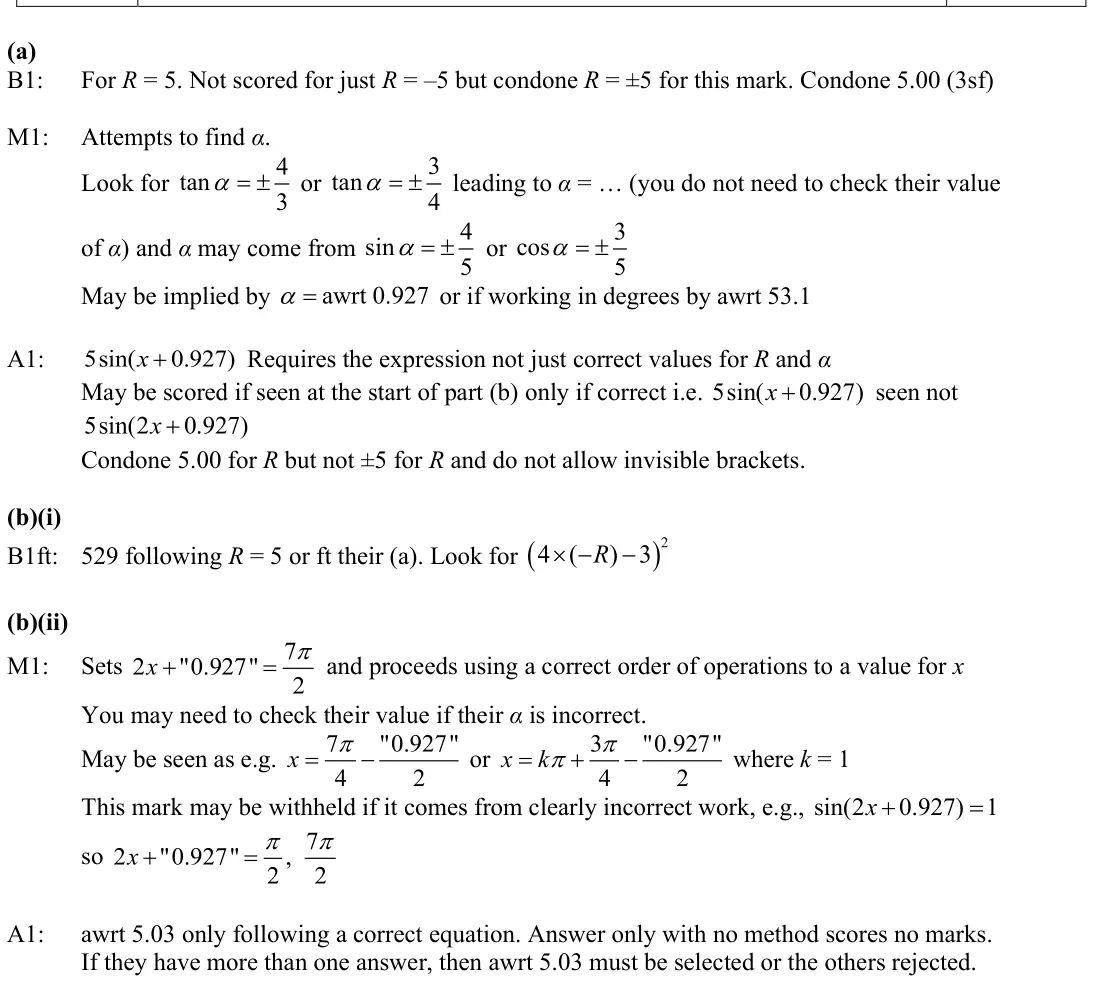 (a)
B1: For R = 5. Not scored for just R = –5 but condone R = ±5 for this mark. Condone 5.00 (3sf)
M1: Attempts to find α.
Look for tan α = ± 4/3 or tan α = ± 3/4 leading to α = … (you do not need to check their value
of α) and α may come from sin α = ± 4/5 or cos α = ± 3/5
May be implied by α = awrt 0.927 or if working in degrees by awrt 53.1
A1: 5sin(x + 0.927) Requires the expression not just correct values for R and α
May be scored if seen at the start of part (b) only if correct i.e. 5sin(x + 0.927) seen not
5sin(2x + 0.927)
Condone 5.00 for R but not ±5 for R and do not allow invisible brackets.
(b)(i)
B1ft: 529 following R = 5 or ft their (a). Look for (4×(−R)−3)²
(b)(ii)
M1: Sets 2x + "0.927" = 7π/2 and proceeds using a correct order of operations to a value for x
You may need to check their value if their α is incorrect.
May be seen as e.g. x = 7π/4 − "0.927"/2 or x = kπ + 3π/4 − "0.927"/2 where k = 1
This mark may be withheld if it comes from clearly incorrect work, e.g., sin(2x + 0.927) = 1
so 2x + "0.927" = π/2, 7π/2
A1: awrt 5.03 only following a correct equation. Answer only with no method scores no marks.
If they have more than one answer, then awrt 5.03 must be selected or the others rejected.